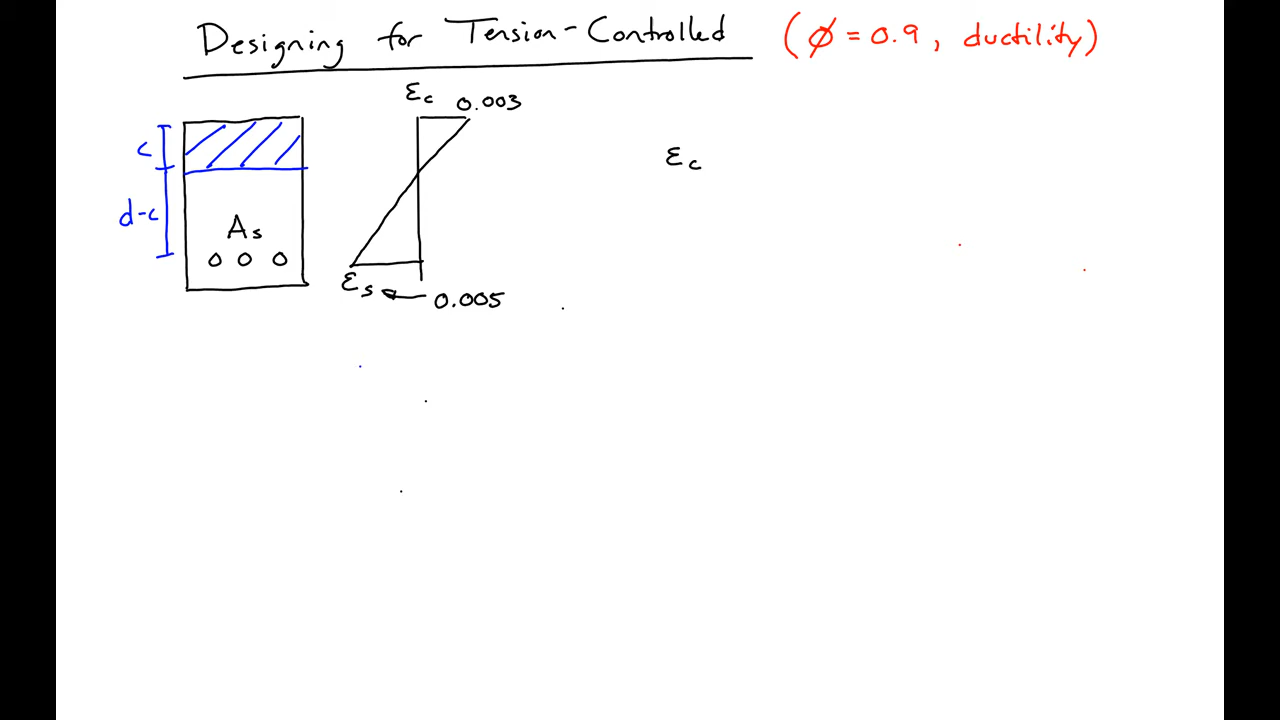 Designing for Tension-Controlled (ϕ = 0.9, ductility)
εc 0.003
c
εc
d-c
As
εs
0.005